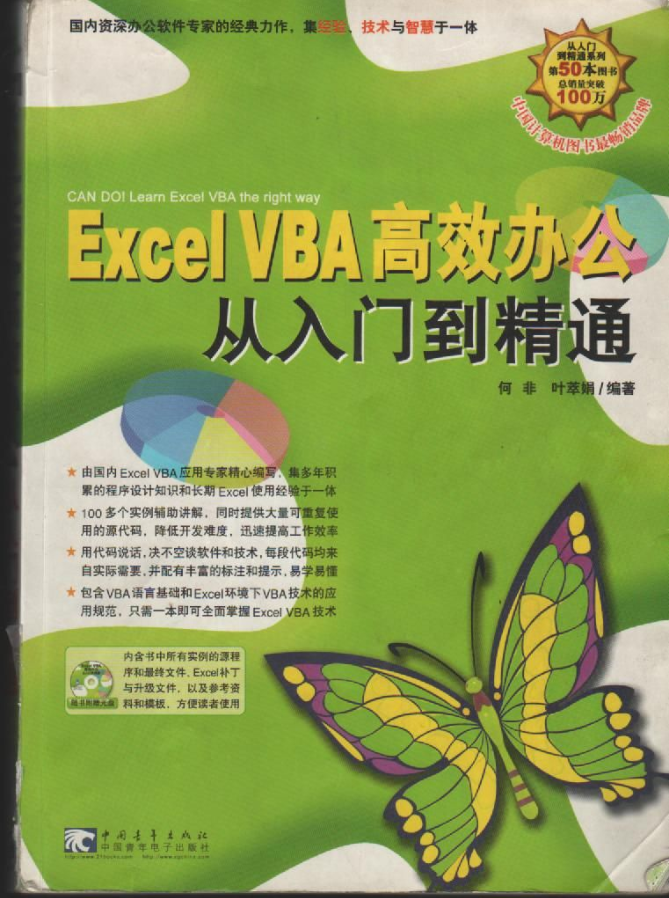 国内资深办公软件专家的经典力作，集经验、技术与智慧于一体
从入门
到精通系列
第50本图书
总销量突破
100万
中国计算机图书最畅销品牌
CAN DO! Learn Excel VBA the right way
Excel VBA 高效办公
从入门到精通
何 非 叶萃娟/编著
★ 由国内Excel VBA应用专家精心编写，集多年积
累的程序设计知识和长期Excel使用经验于一体
★ 100多个实例辅助讲解，同时提供大量可重复使
用的源代码，降低开发难度，迅速提高工作效率
★ 用代码说话，决不空谈软件和技术，每段代码均来
自实际需要，并配有丰富的标注和提示，易学易懂
★ 包含VBA语言基础和Excel环境下VBA技术的应
用规范，只需一本即可全面掌握Excel VBA技术
内含书中所有实例的源程
序和最终文件、Excel补丁
与升级文件，以及参考资
料和模板，方便读者使用
随书附赠光盘
中国青年出版社
中国青年电子出版社